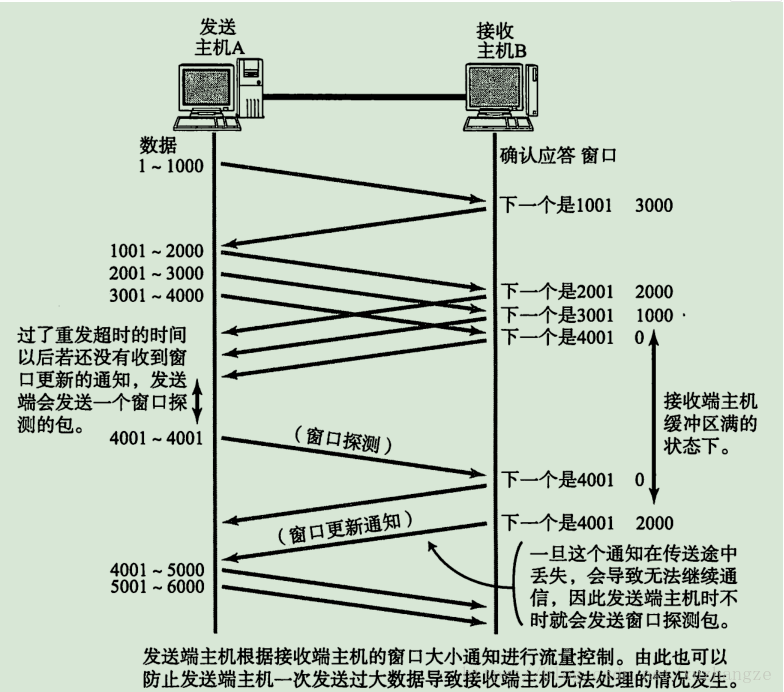 发送
主机A
接收
主机B
数据
确认应答 窗口
1～1000
下一个是1001 3000
1001～2000
2001～3000
3001～4000
下一个是2001 2000
下一个是3001 1000
下一个是4001 0
过了重发超时的时间
以后若还没有收到窗
口更新的通知，发送
端会发送一个窗口探
测的包。
接收端主机
缓冲区满的
状态下。
4001～4001
（窗口探测）
下一个是4001 0
（窗口更新通知）
下一个是4001 2000
4001～5000
5001～6000
一旦这个通知在传送途中
丢失，会导致无法继续通
信，因此发送端主机时不
时就会发送窗口探测包。
发送端主机根据接收端主机的窗口大小通知进行流量控制。由此也可以
防止发送端主机一次发送过大数据导致接收端主机无法处理的情况发生。